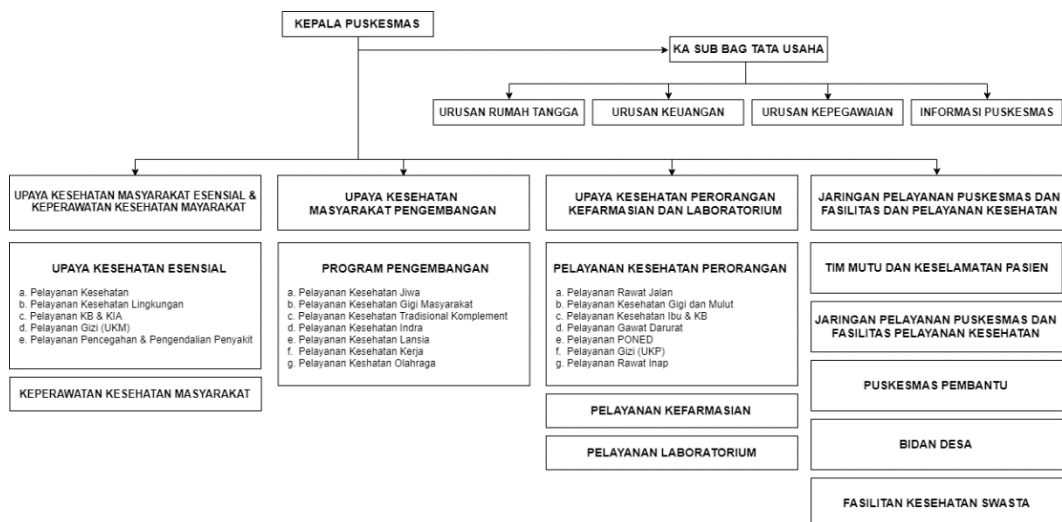 KEPALA PUSKESMAS
KA SUB BAG TATA USAHA
URUSAN RUMAH TANGGA
URUSAN KEUANGAN
URUSAN KEPEGAWAIAN
INFORMASI PUSKESMAS
UPAYA KESEHATAN MASYARAKAT ESENSIAL &
KEPERAWATAN KESEHATAN MAYARAKAT
UPAYA KESEHATAN ESENSIAL
a. Pelayanan Kesehatan
b. Pelayanan Kesehatan Lingkungan
c. Pelayanan KB & KIA
d. Pelayanan Gizi (UKM)
e. Pelayanan Pencegahan & Pengendalian Penyakit
KEPERAWATAN KESEHATAN MASYARAKAT
UPAYA KESEHATAN
MASYARAKAT PENGEMBANGAN
PROGRAM PENGEMBANGAN
a. Pelayanan Kesehatan Jiwa
b. Pelayanan Kesehatan Gigi Masyarakat
c. Pelayanan Kesehatan Tradisional Komplement
d. Pelayanan Kesehatan Indra
e. Pelayanan Kesehatan Lansia
f. Pelayanan Kesehatan Kerja
g. Pelayanan Keshatan Olahraga
UPAYA KESEHATAN PERORANGAN
KEFARMASIAN DAN LABORATORIUM
PELAYANAN KESEHATAN PERORANGAN
a. Pelayanan Rawat Jalan
b. Pelayanan Kesehatan Gigi dan Mulut
c. Pelayanan Kesehatan Ibu & KB
d. Pelayanan Gawat Darurat
e. Pelayanan PONED
f. Pelayanan Gizi (UKP)
g. Pelayanan Rawat Inap
PELAYANAN KEFARMASIAN
PELAYANAN LABORATORIUM
JARINGAN PELAYANAN PUSKESMAS DAN
FASILITAS DAN PELAYANAN KESEHATAN
TIM MUTU DAN KESELAMATAN PASIEN
JARINGAN PELAYANAN PUSKESMAS DAN
FASILITAS PELAYANAN KESEHATAN
PUSKESMAS PEMBANTU
BIDAN DESA
FASILITAN KESEHATAN SWASTA